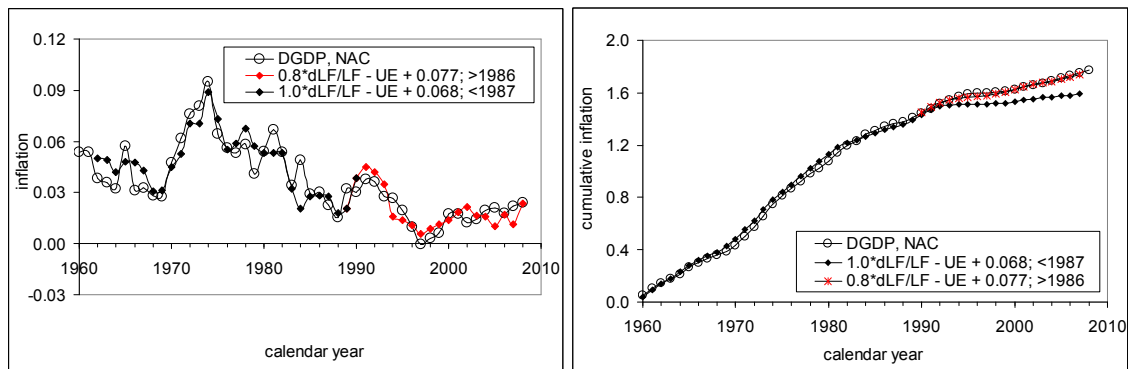 0.12
0.09
0.06
0.03
0.00
-0.03
inflation
DGDP, NAC
0.8*dLF/LF - UE + 0.077; >1986
1.0*dLF/LF - UE + 0.068; <1987
1960 1970 1980 1990 2000 2010
calendar year
2.0
1.6
1.2
0.8
0.4
0.0
cumulative inflation
DGDP, NAC
1.0*dLF/LF - UE + 0.068; <1987
0.8*dLF/LF - UE + 0.077; >1986
1960 1970 1980 1990 2000 2010
calendar year